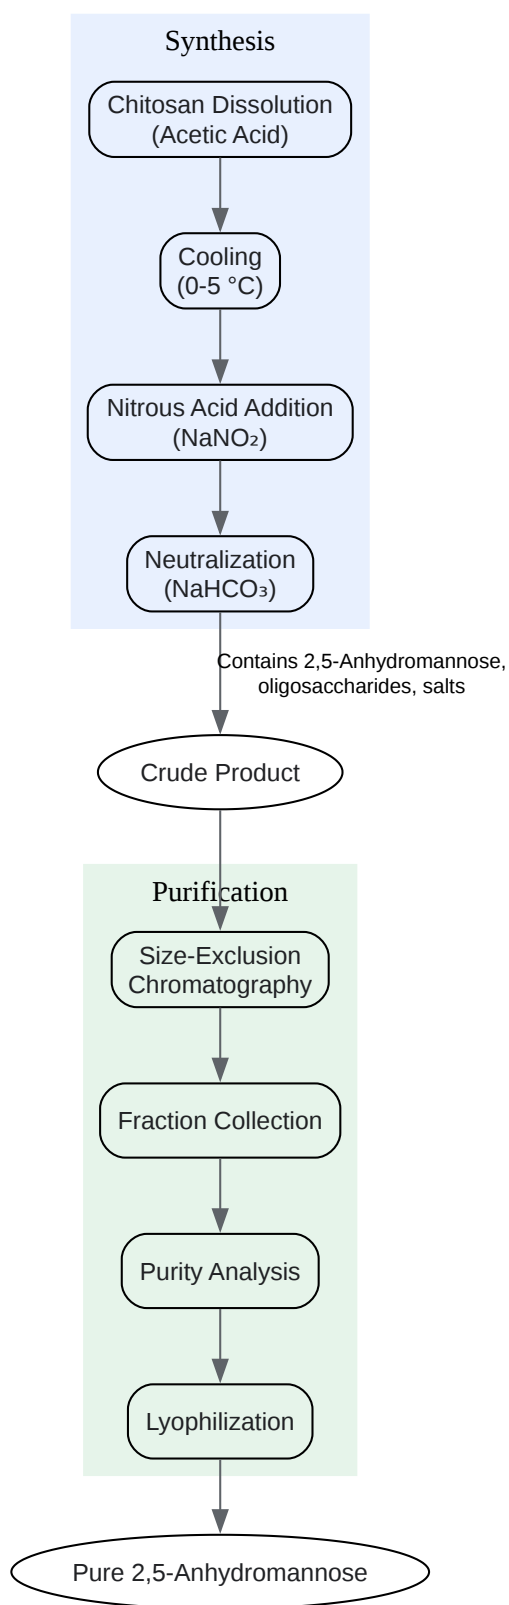 Synthesis
Chitosan Dissolution
(Acetic Acid)
Cooling
(0-5 °C)
Nitrous Acid Addition
(NaNO₂)
Neutralization
(NaHCO₃)
Contains 2,5-Anhydromannose,
oligosaccharides, salts
Crude Product
Purification
Size-Exclusion
Chromatography
Fraction Collection
Purity Analysis
Lyophilization
Pure 2,5-Anhydromannose